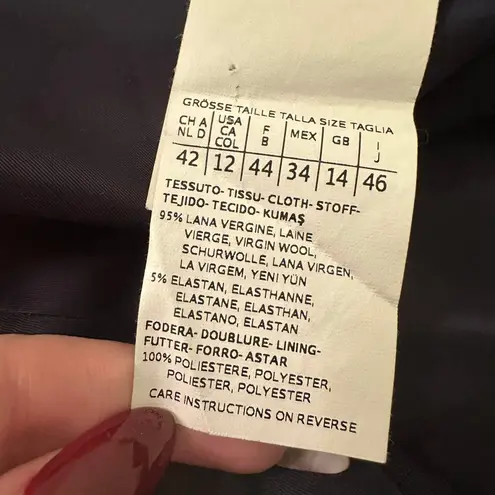 GRÖSSE TAILLE TALLA SIZE TAGLIA
CH A NL D | USA CA COL | F B | MEX | GB | I J
42 | 12 | 44 | 34 | 14 | 46
TESSUTO- TISSU- CLOTH- STOFF-
TEJIDO- TECIDO- KUMAŞ
95% LANA VERGINE, LAINE
VIERGE, VIRGIN WOOL,
SCHURWOLLE, LANA VIRGEN,
LA VIRGEM, YENI YÜN
5% ELASTAN, ELASTHANNE,
ELASTANE, ELASTHAN,
ELASTANO, ELASTAN
FODERA- DOUBLURE- LINING-
FUTTER- FORRO- ASTAR
100% POLIESTERE, POLYESTER,
POLIESTER, POLYESTER
CARE INSTRUCTIONS ON REVERSE